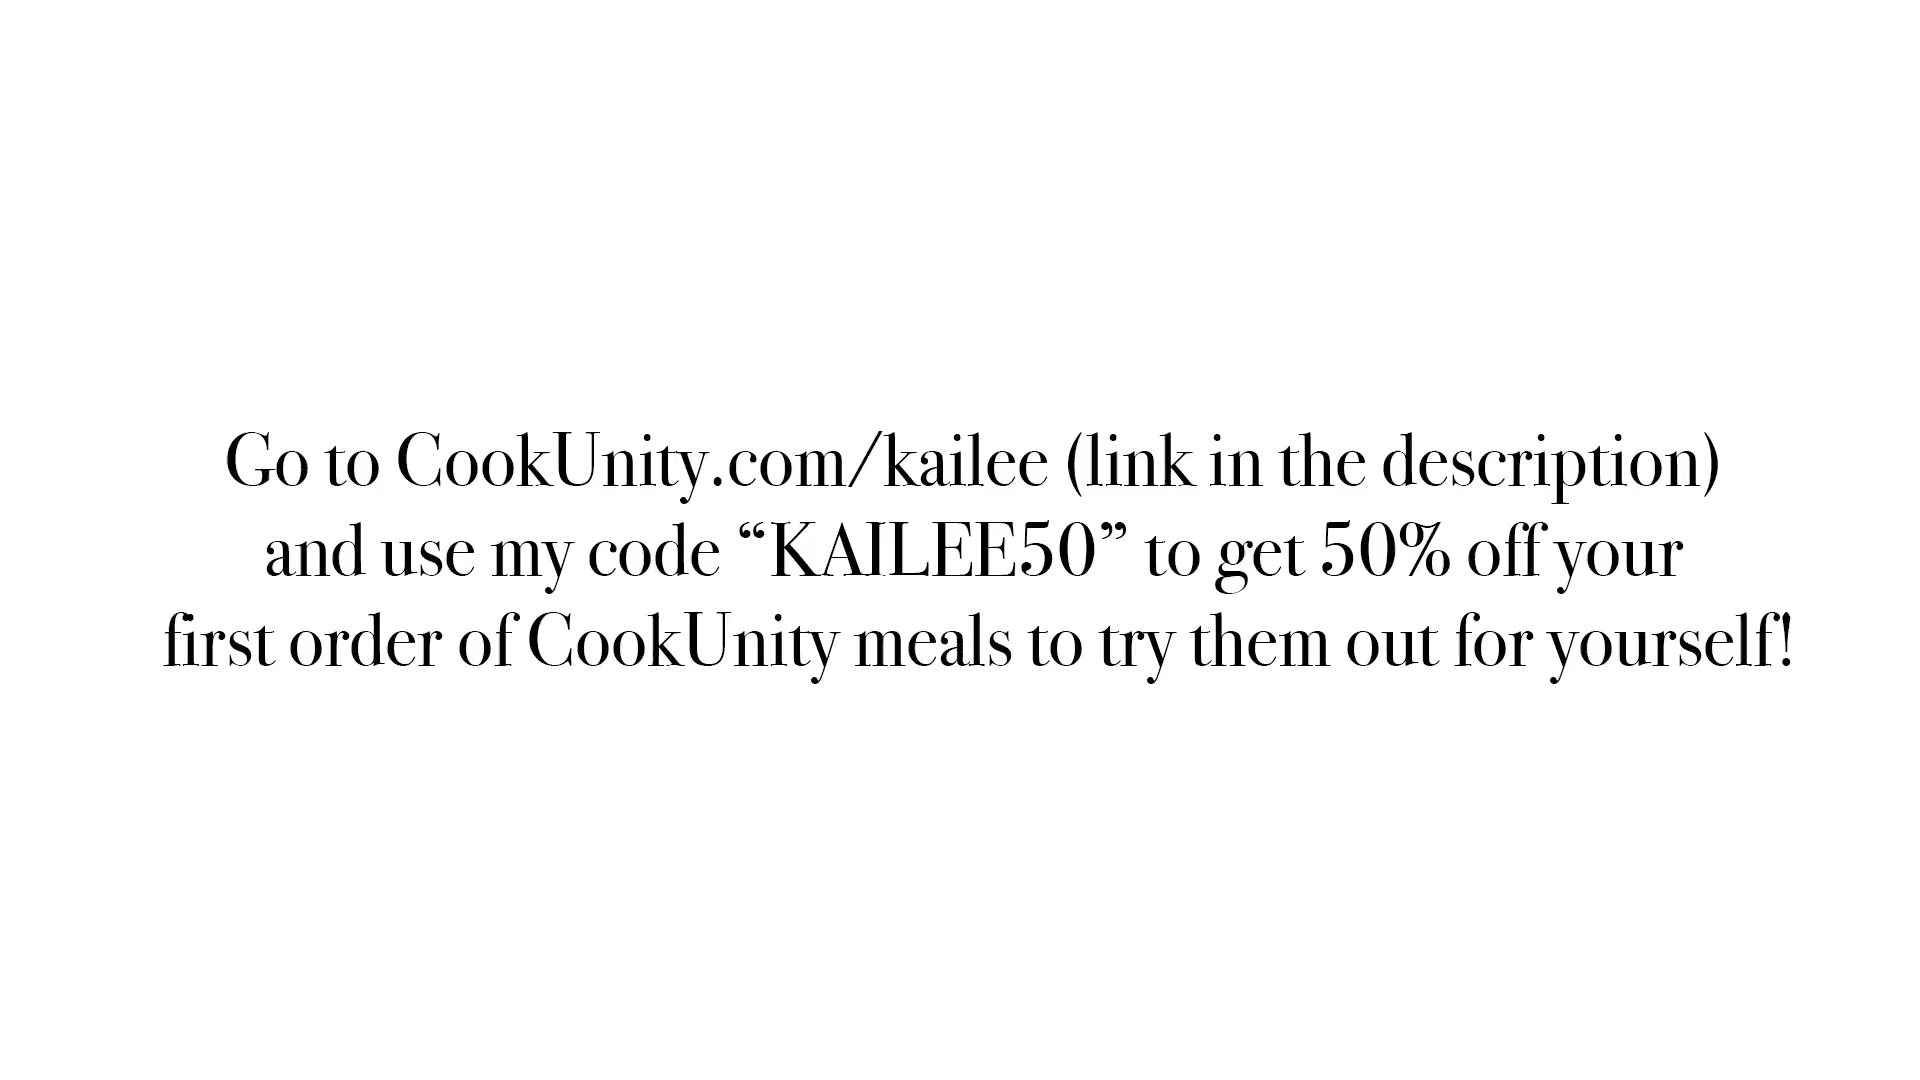 Go to CookUnity.com/kailee (link in the description)
and use my code “KAILEE50” to get 50% off your
first order of CookUnity meals to try them out for yourself!